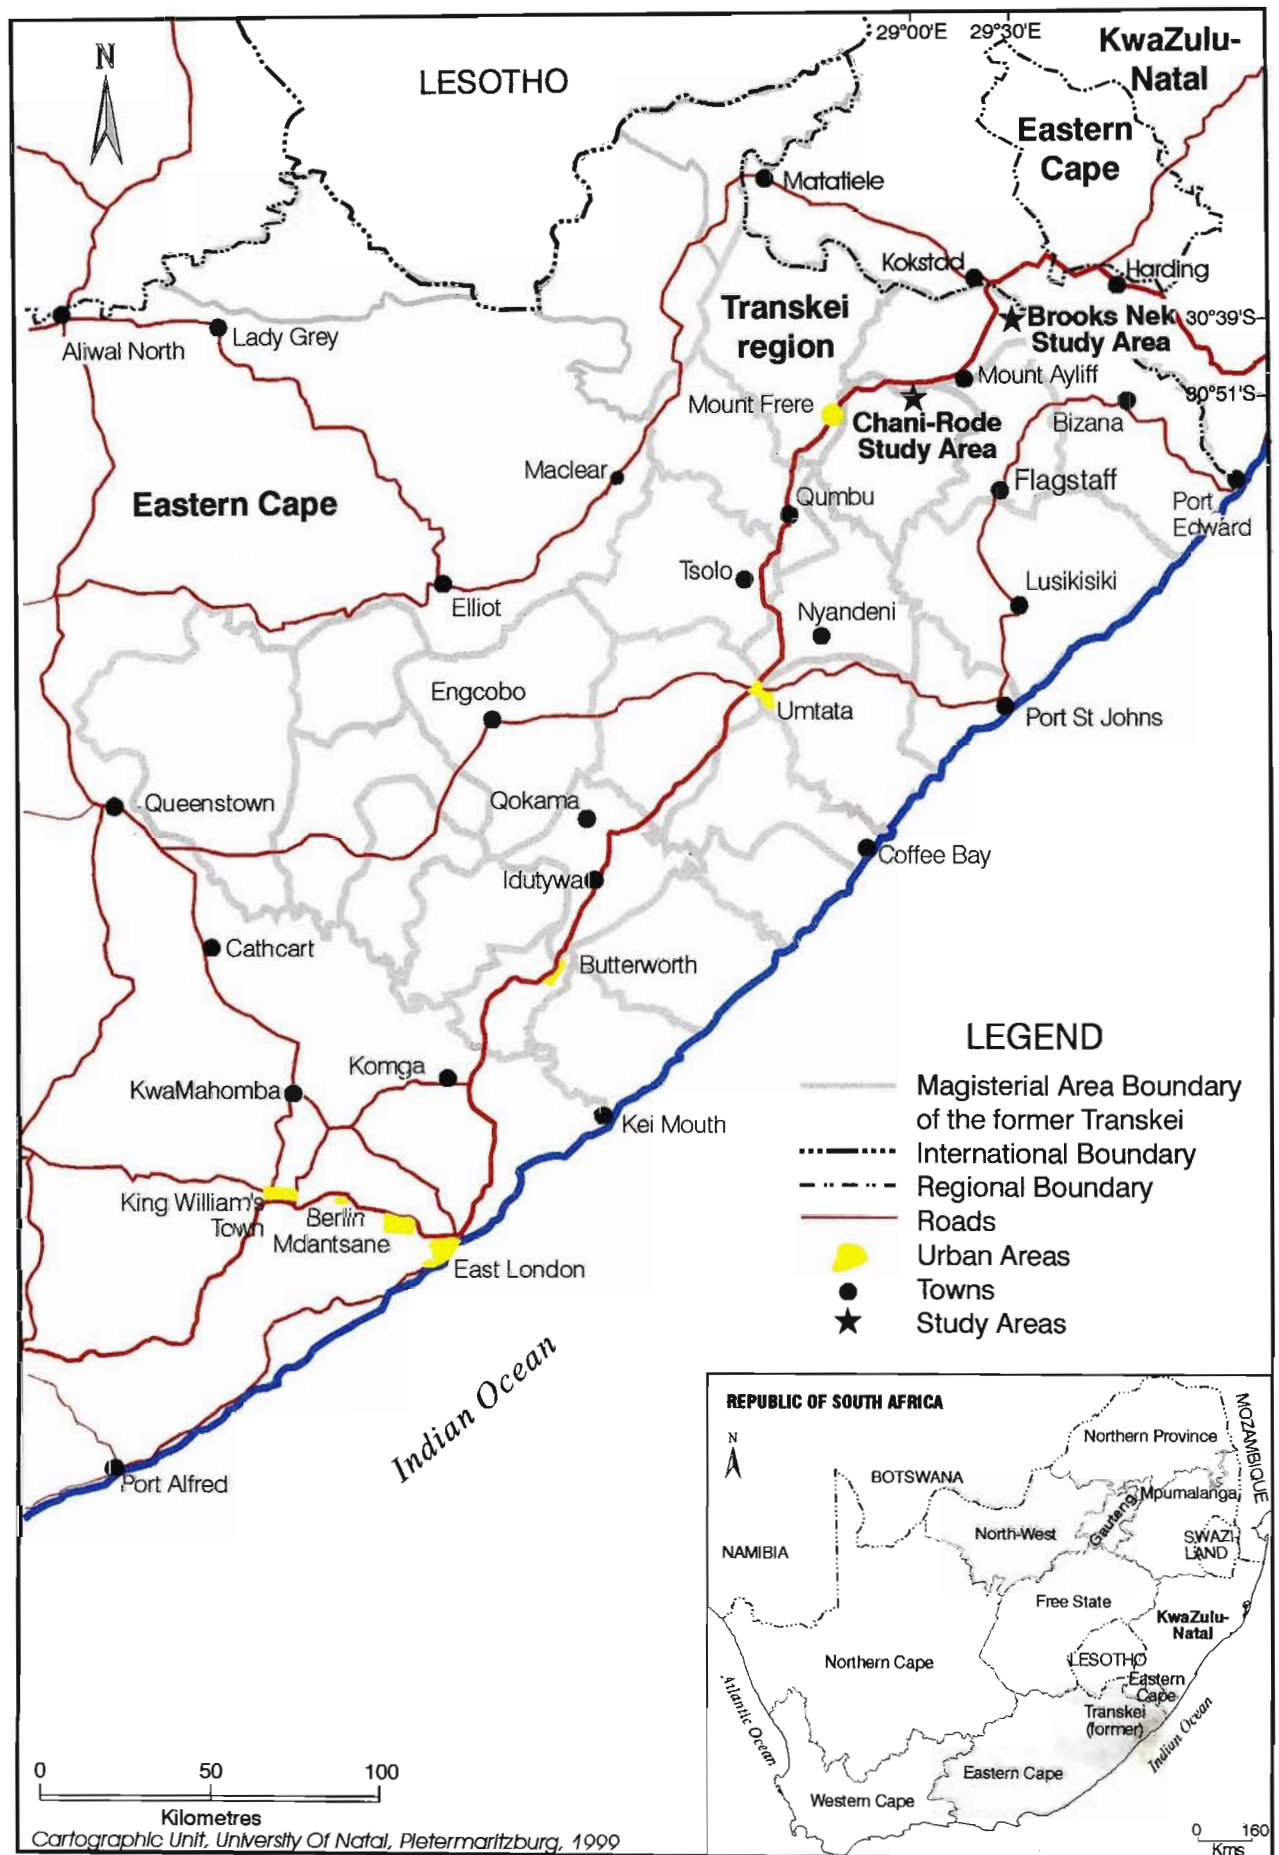 29°00'E 29°30'E
KwaZulu-
Natal
N
LESOTHO
Eastern
Cape
Matatiele
Kokstad
Harding
Transkei
region
Brooks Nek
Study Area
30°39'S
Aliwal North
Lady Grey
Mount Ayliff
30°51'S
Mount Frere
Chani-Rode
Study Area
Bizana
Maclear
Flagstaff
Eastern Cape
Qumbu
Port
Edward
Tsolo
Lusikisiki
Elliot
Nyandeni
Engcobo
Umtata
Port St Johns
Queenstown
Qokama
Coffee Bay
Idutywa
Cathcart
Butterworth
Komga
KwaMahomba
Kei Mouth
King William's
Town
Berlin
Mdantsane
East London
Indian Ocean
Port Alfred
LEGEND
Magisterial Area Boundary
of the former Transkei
International Boundary
Regional Boundary
Roads
Urban Areas
Towns
Study Areas
REPUBLIC OF SOUTH AFRICA
N
MOZAMBIQUE
Northern Province
BOTSWANA
Mpumalanga
Gauteng
North-West
NAMIBIA
SWAZI-
LAND
Free State
KwaZulu-
Natal
Northern Cape
LESOTHO
Eastern
Cape
Transkei
(former)
Atlantic Ocean
Indian Ocean
Eastern Cape
Western Cape
0 160
Kms
0 50 100
Kilometres
Cartographic Unit, University Of Natal, Pietermaritzburg, 1999